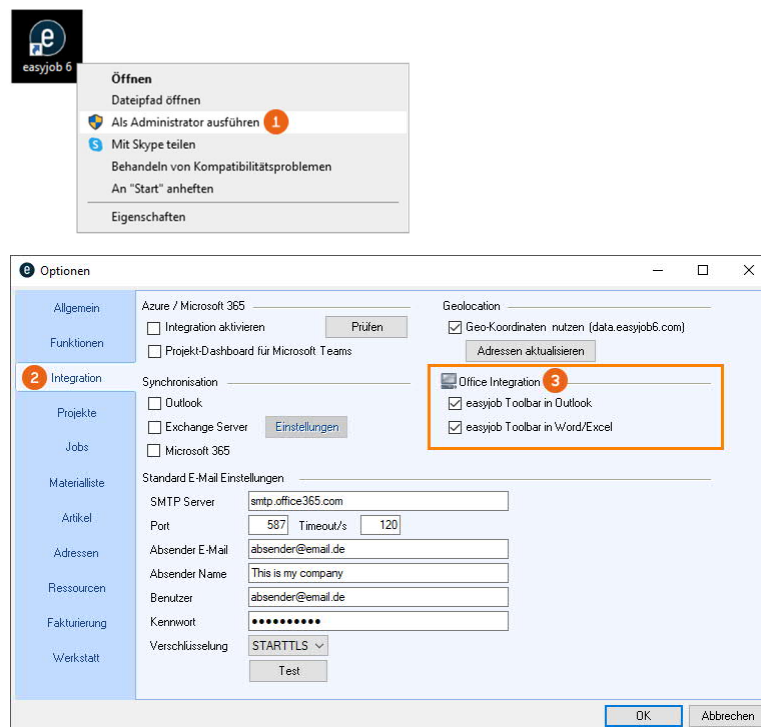 e
easyjob 6
Öffnen
Dateipfad öffnen
Als Administrator ausführen 1
S Mit Skype teilen
Behandeln von Kompatibilitätsproblemen
An "Start" anheften
Eigenschaften
e Optionen
Allgemein
Funktionen
2 Integration
Projekte
Jobs
Materialliste
Artikel
Adressen
Ressourcen
Fakturierung
Werkstatt
Azure / Microsoft 365
Integration aktivieren Prüfen
Projekt-Dashboard für Microsoft Teams
Geolocation
Geo-Koordinaten nutzen (data.easyjob6.com)
Adressen aktualisieren
Synchronisation
Outlook
Exchange Server Einstellungen
Microsoft 365
Office Integration 3
easyjob Toolbar in Outlook
easyjob Toolbar in Word/Excel
Standard E-Mail Einstellungen
SMTP Server smtp.office365.com
Port 587 Timeout/s 120
Absender E-Mail absender@email.de
Absender Name This is my company
Benutzer absender@email.de
Kennwort ●●●●●●●●●●
Verschlüsselung STARTTLS
Test
OK Abbrechen